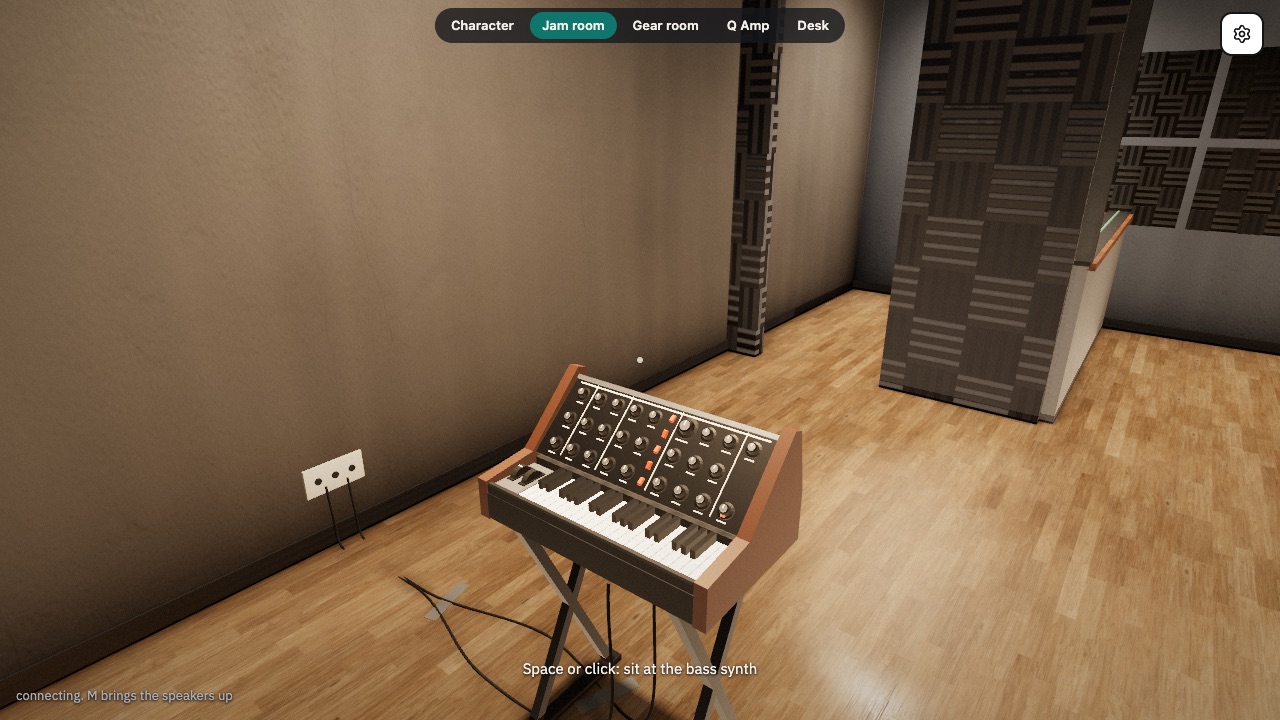 Character
Jam room
Gear room
Q Amp
Desk
Space or click: sit at the bass synth
connecting. M brings the speakers up